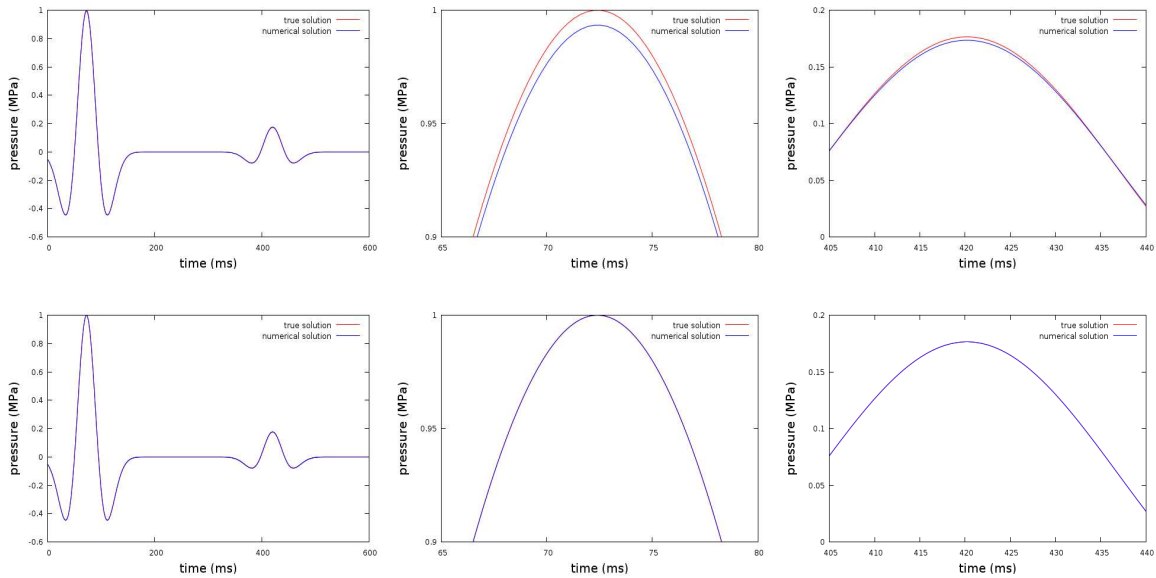 1
0.8
0.6
0.4
0.2
0
-0.2
-0.4
-0.6
0
200
400
600
pressure (MPa)
time (ms)
true solution
numerical solution
1
0.95
0.9
65
70
75
80
pressure (MPa)
time (ms)
true solution
numerical solution
0.2
0.15
0.1
0.05
0
405
410
415
420
425
430
435
440
pressure (MPa)
time (ms)
true solution
numerical solution
1
0.8
0.6
0.4
0.2
0
-0.2
-0.4
-0.6
0
200
400
600
pressure (MPa)
time (ms)
true solution
numerical solution
1
0.95
0.9
65
70
75
80
pressure (MPa)
time (ms)
true solution
numerical solution
0.2
0.15
0.1
0.05
0
405
410
415
420
425
430
435
440
pressure (MPa)
time (ms)
true solution
numerical solution